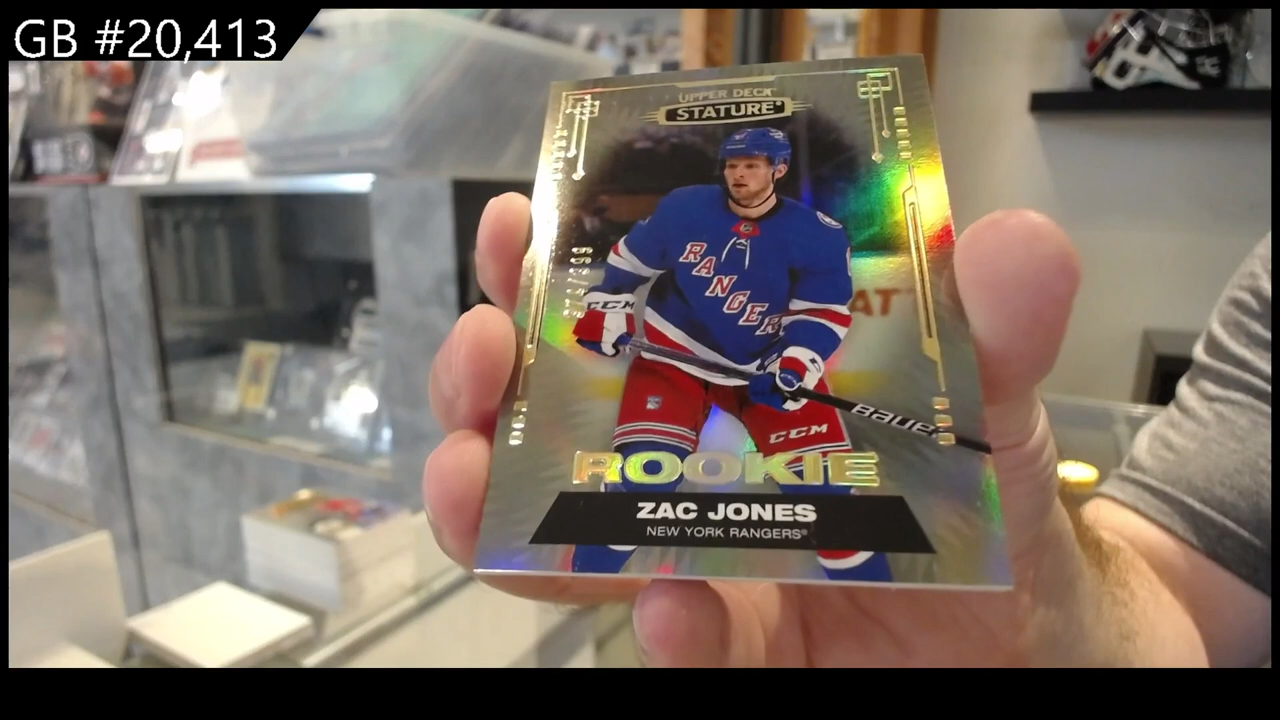 GB #20,413
UPPER DECK
STATURE®
RANGERS
CCM
BAUER
CCM
ROOKIE
ZAC JONES
NEW YORK RANGERS®